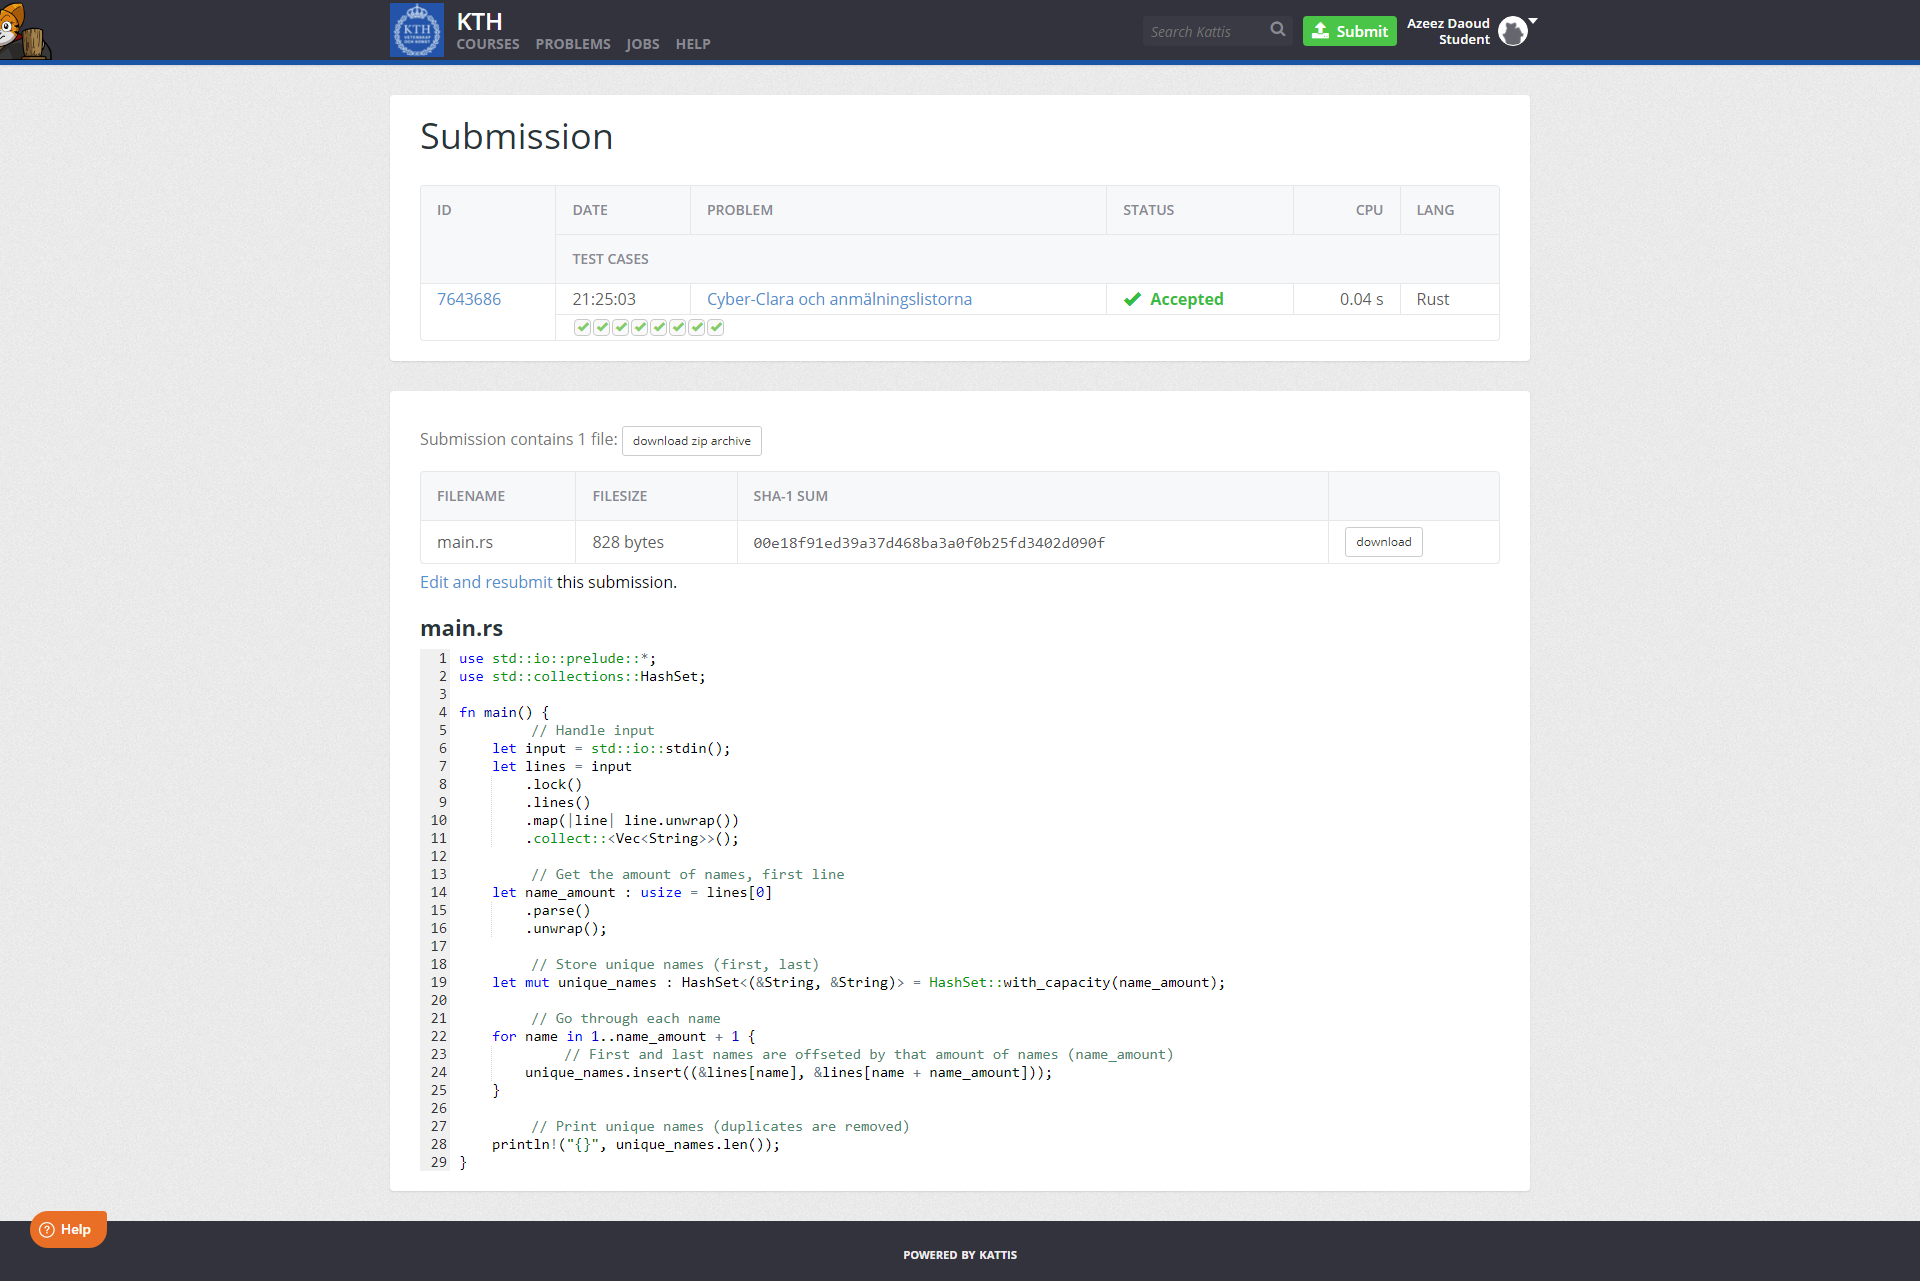 KTH
COURSES PROBLEMS JOBS HELP
Search Kattis
Submit
Azeez Daoud
Student
Submission
ID DATE PROBLEM STATUS CPU LANG
TEST CASES
7643686 21:25:03 Cyber-Clara och anmälningslistorna Accepted 0.04 s Rust
Submission contains 1 file: download zip archive
FILENAME FILESIZE SHA-1 SUM
main.rs 828 bytes 00e18f91ed39a37d468ba3a0f0b25fd3402d090f download
Edit and resubmit this submission.
main.rs
1 use std::io::prelude::*;
2 use std::collections::HashSet;
3
4 fn main() {
5 // Handle input
6 let input = std::io::stdin();
7 let lines = input
8 .lock()
9 .lines()
10 .map(|line| line.unwrap())
11 .collect::<Vec<String>>();
12
13 // Get the amount of names, first line
14 let name_amount : usize = lines[0]
15 .parse()
16 .unwrap();
17
18 // Store unique names (first, last)
19 let mut unique_names : HashSet<(&String, &String)> = HashSet::with_capacity(name_amount);
20
21 // Go through each name
22 for name in 1..name_amount + 1 {
23 // First and last names are offseted by that amount of names (name_amount)
24 unique_names.insert((&lines[name], &lines[name + name_amount]));
25 }
26
27 // Print unique names (duplicates are removed)
28 println!("{}", unique_names.len());
29 }
Help
POWERED BY KATTIS